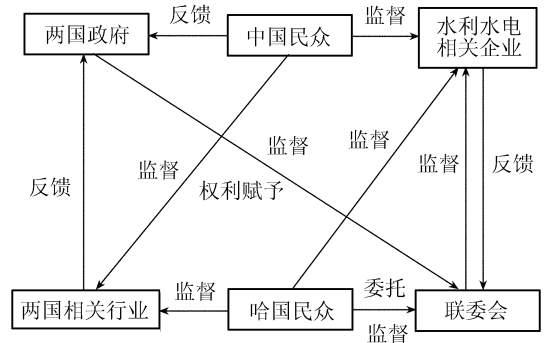 反馈
监督
两国政府
中国民众
水利水电
相关企业
监督
监督
监督
监督
反馈
反馈
权利赋予
监督
委托
两国相关行业
哈国民众
联委会
监督